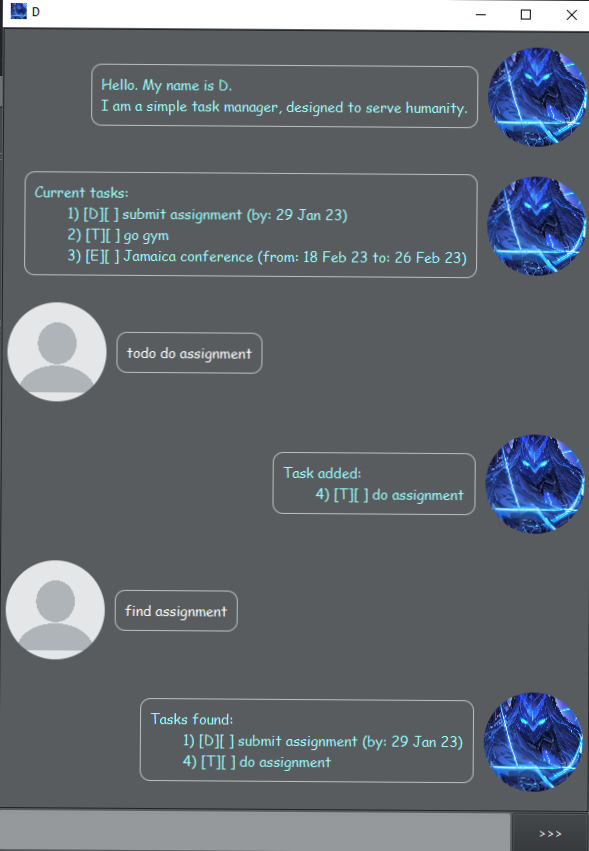 D
Hello. My name is D.
I am a simple task manager, designed to serve humanity.
Current tasks:
1) [D][ ] submit assignment (by: 29 Jan 23)
2) [T][ ] go gym
3) [E][ ] Jamaica conference (from: 18 Feb 23 to: 26 Feb 23)
todo do assignment
Task added:
4) [T][ ] do assignment
find assignment
Tasks found:
1) [D][ ] submit assignment (by: 29 Jan 23)
4) [T][ ] do assignment
>>>